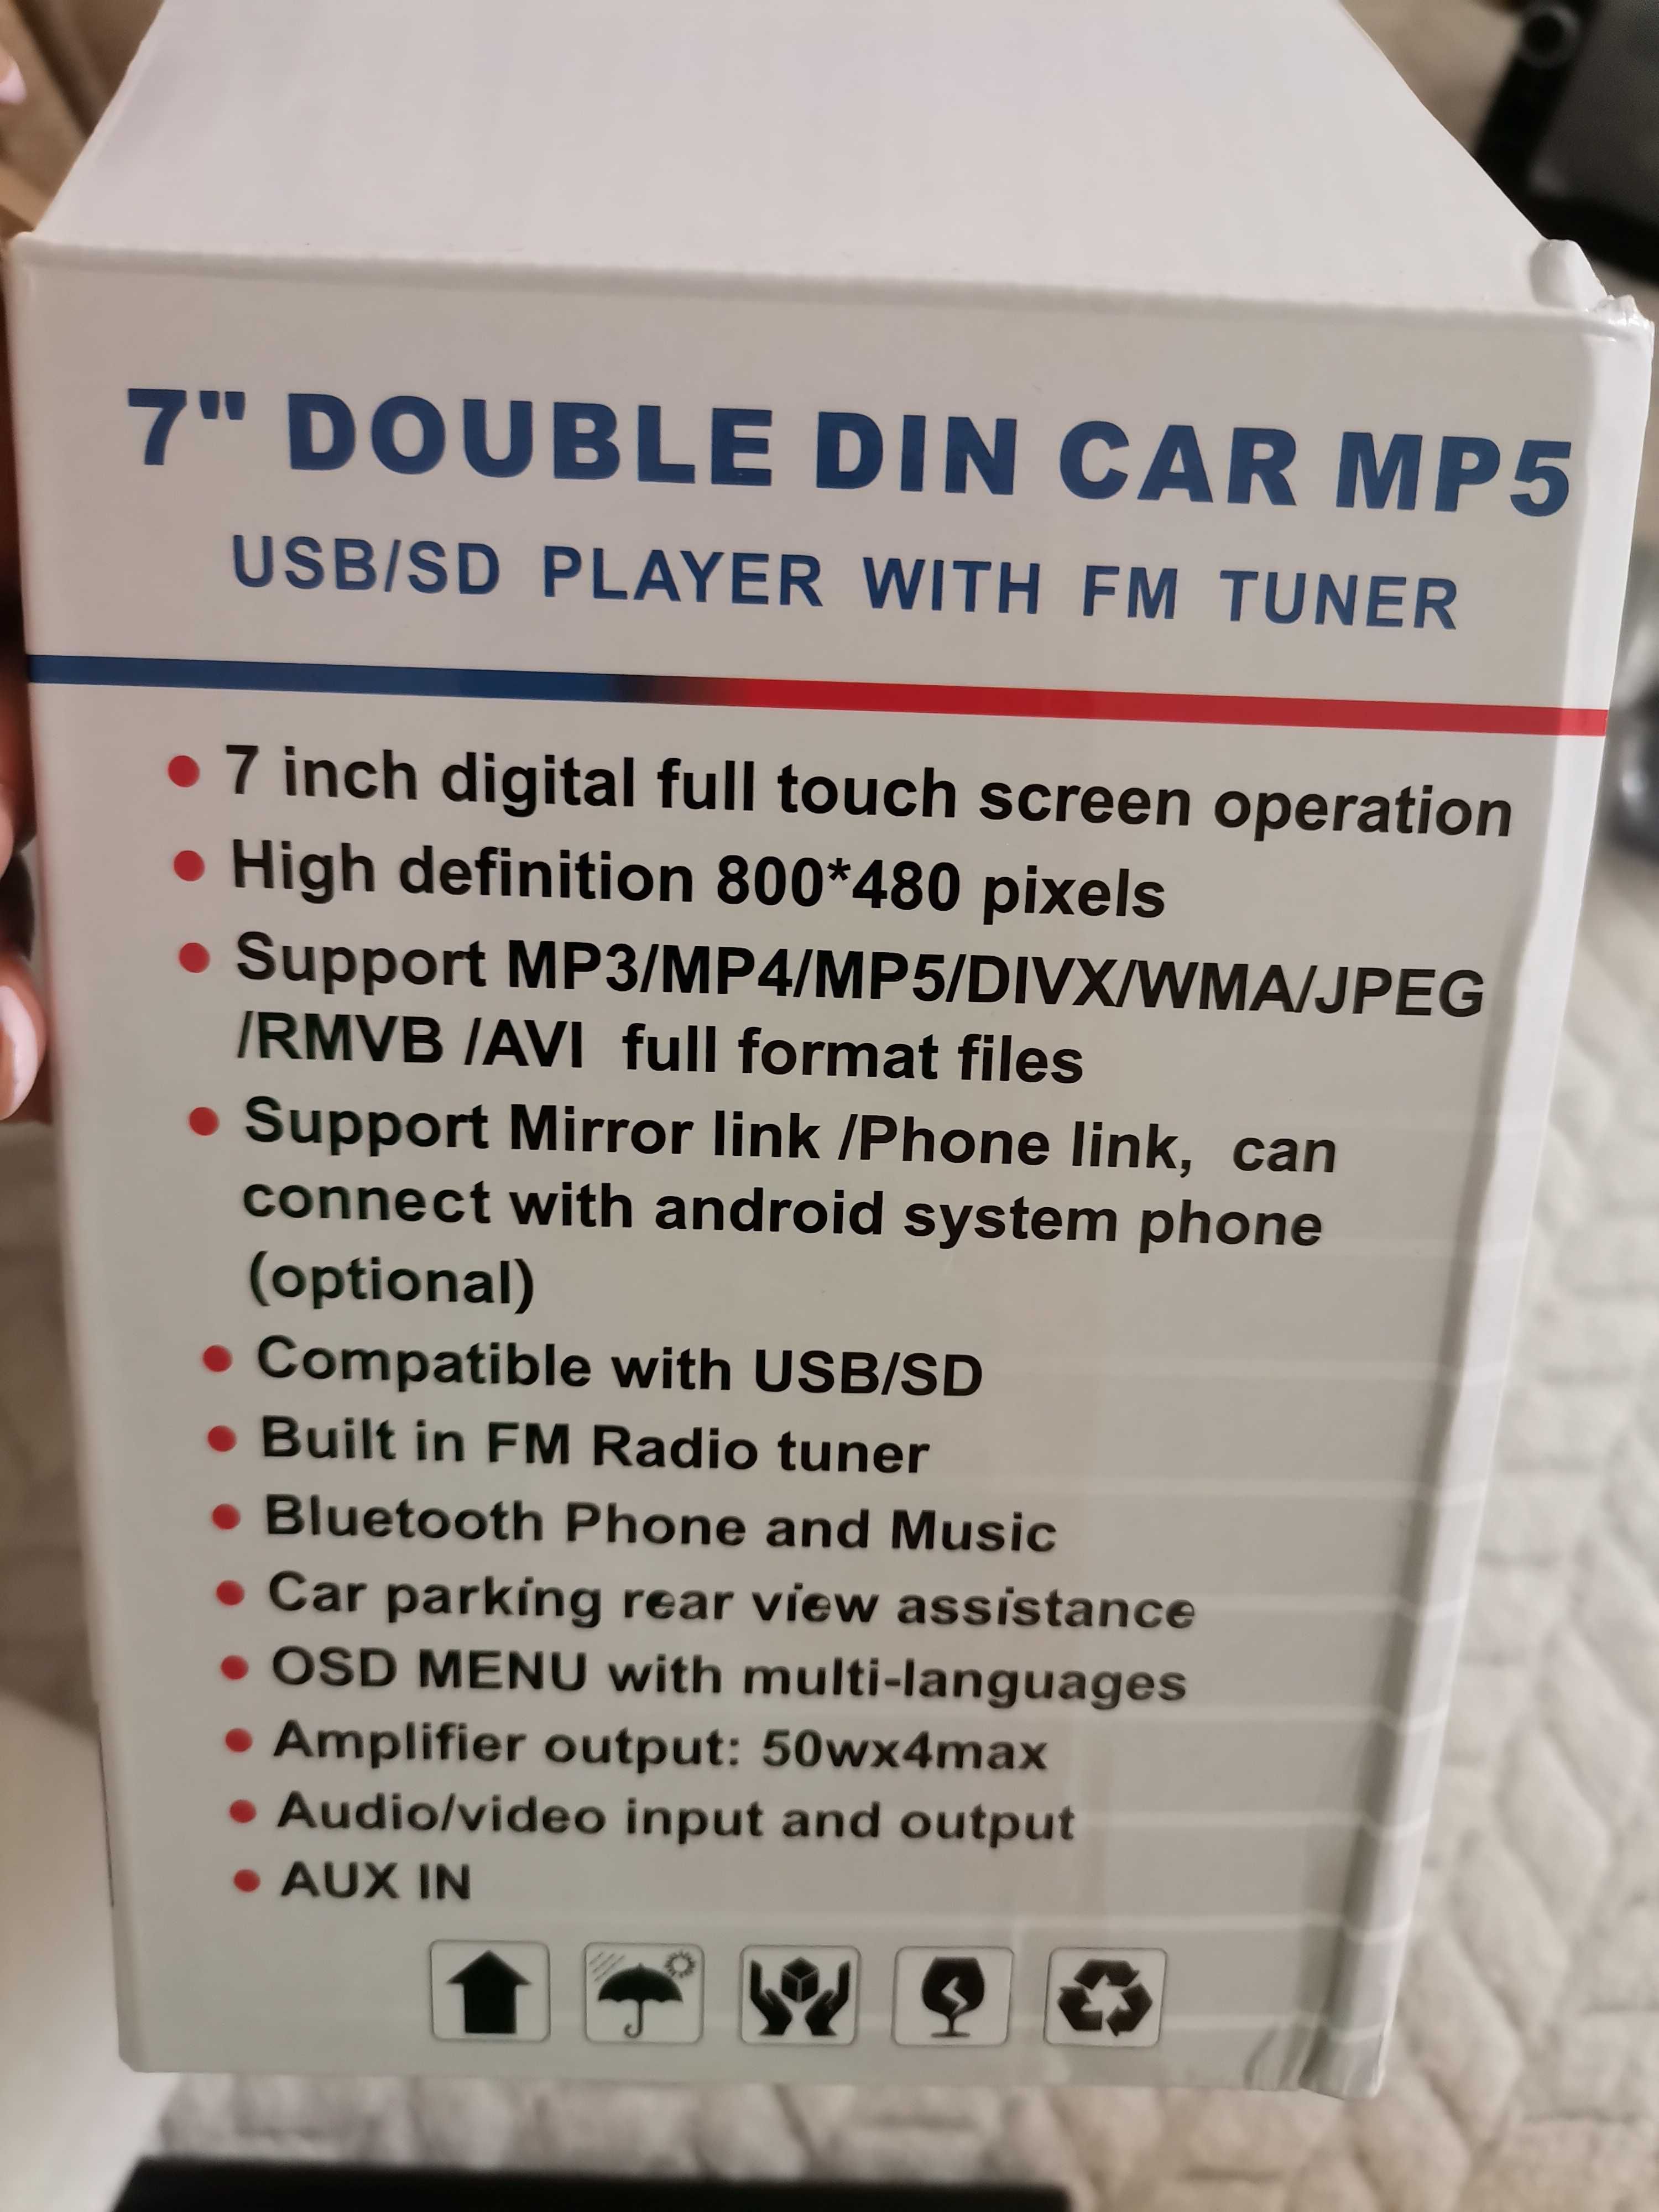 7" DOUBLE DIN CAR MP5
USB/SD PLAYER WITH FM TUNER
• 7 inch digital full touch screen operation
• High definition 800*480 pixels
• Support MP3/MP4/MP5/DIVX/WMA/JPEG
/RMVB /AVI full format files
• Support Mirror link /Phone link, can
connect with android system phone
(optional)
• Compatible with USB/SD
• Built in FM Radio tuner
• Bluetooth Phone and Music
• Car parking rear view assistance
• OSD MENU with multi-languages
• Amplifier output: 50wx4max
• Audio/video input and output
• AUX IN